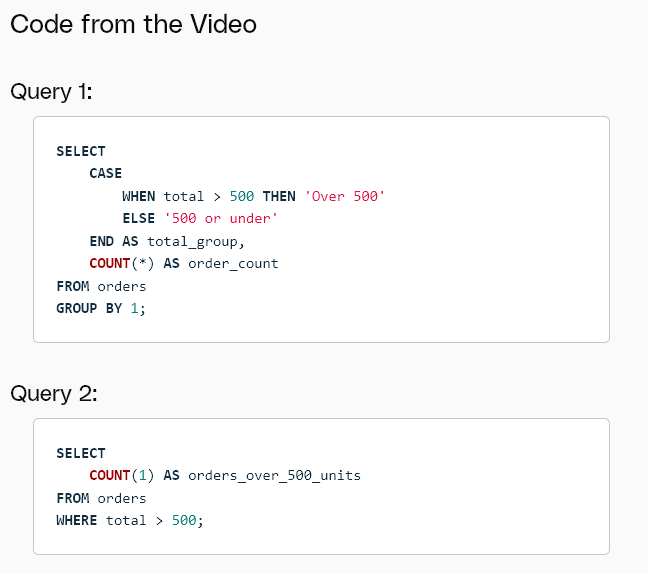 Code from the Video
Query 1:
SELECT
CASE
WHEN total > 500 THEN 'Over 500'
ELSE '500 or under'
END AS total_group,
COUNT(*) AS order_count
FROM orders
GROUP BY 1;
Query 2:
SELECT
COUNT(1) AS orders_over_500_units
FROM orders
WHERE total > 500;